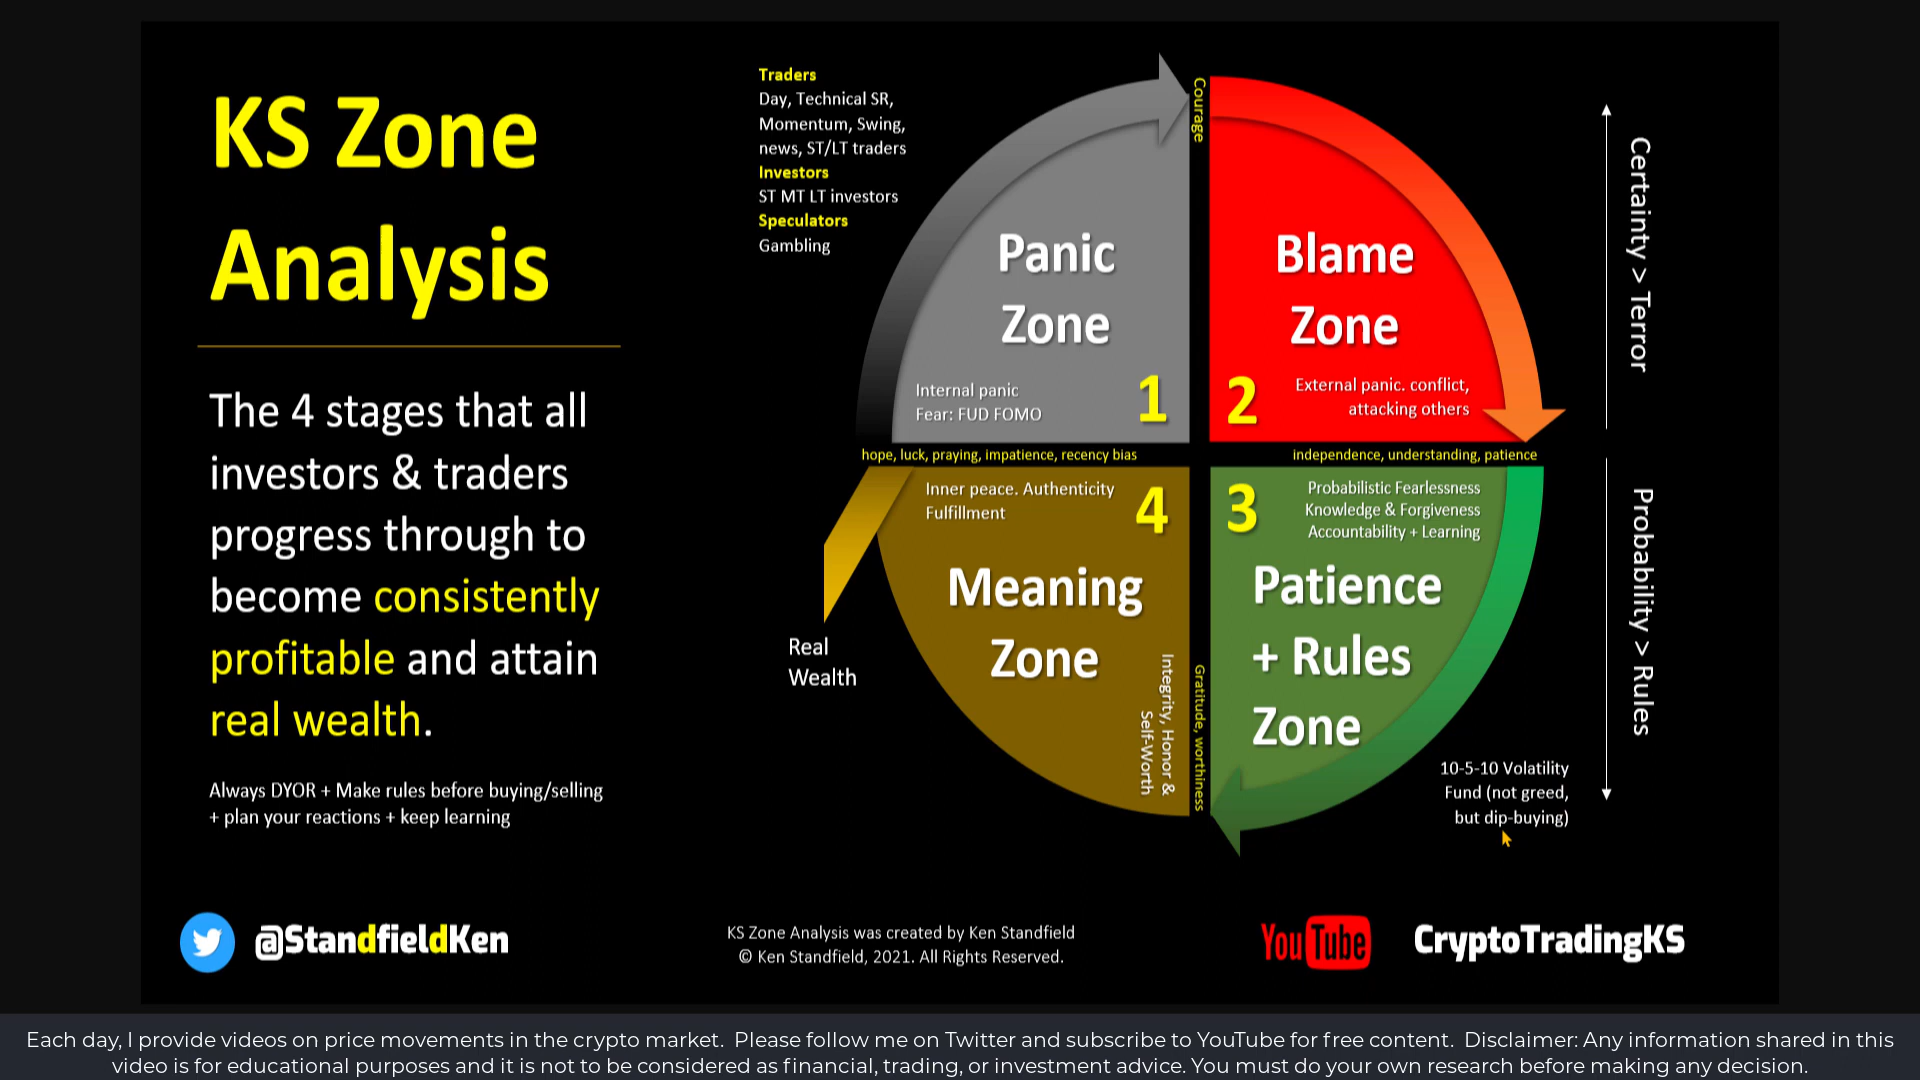 KS Zone
Analysis
The 4 stages that all
investors & traders
progress through to
become consistently
profitable and attain
real wealth.
Always DYOR + Make rules before buying/selling
+ plan your reactions + keep learning
Traders
Day, Technical SR,
Momentum, Swing,
news, ST/LT traders
Investors
ST MT LT investors
Speculators
Gambling
Panic
Zone
Internal panic
Fear: FUD FOMO
1
Courage
Blame
Zone
2
External panic. conflict,
attacking others
Certainty > Terror
hope, luck, praying, impatience, recency bias
independence, understanding, patience
Inner peace. Authenticity
Fulfillment
4
Meaning
Zone
Integrity, Honor &
Self-Worth
Real
Wealth
Gratitude, worthiness
3
Probabilistic Fearlessness
Knowledge & Forgiveness
Accountability + Learning
Patience
+ Rules
Zone
Probability > Rules
10-5-10 Volatility
Fund (not greed,
but dip-buying)
@StandfieldKen
KS Zone Analysis was created by Ken Standfield
© Ken Standfield, 2021. All Rights Reserved.
YouTube
CryptoTradingKS
Each day, I provide videos on price movements in the crypto market. Please follow me on Twitter and subscribe to YouTube for free content. Disclaimer: Any information shared in this
video is for educational purposes and it is not to be considered as financial, trading, or investment advice. You must do your own research before making any decision.